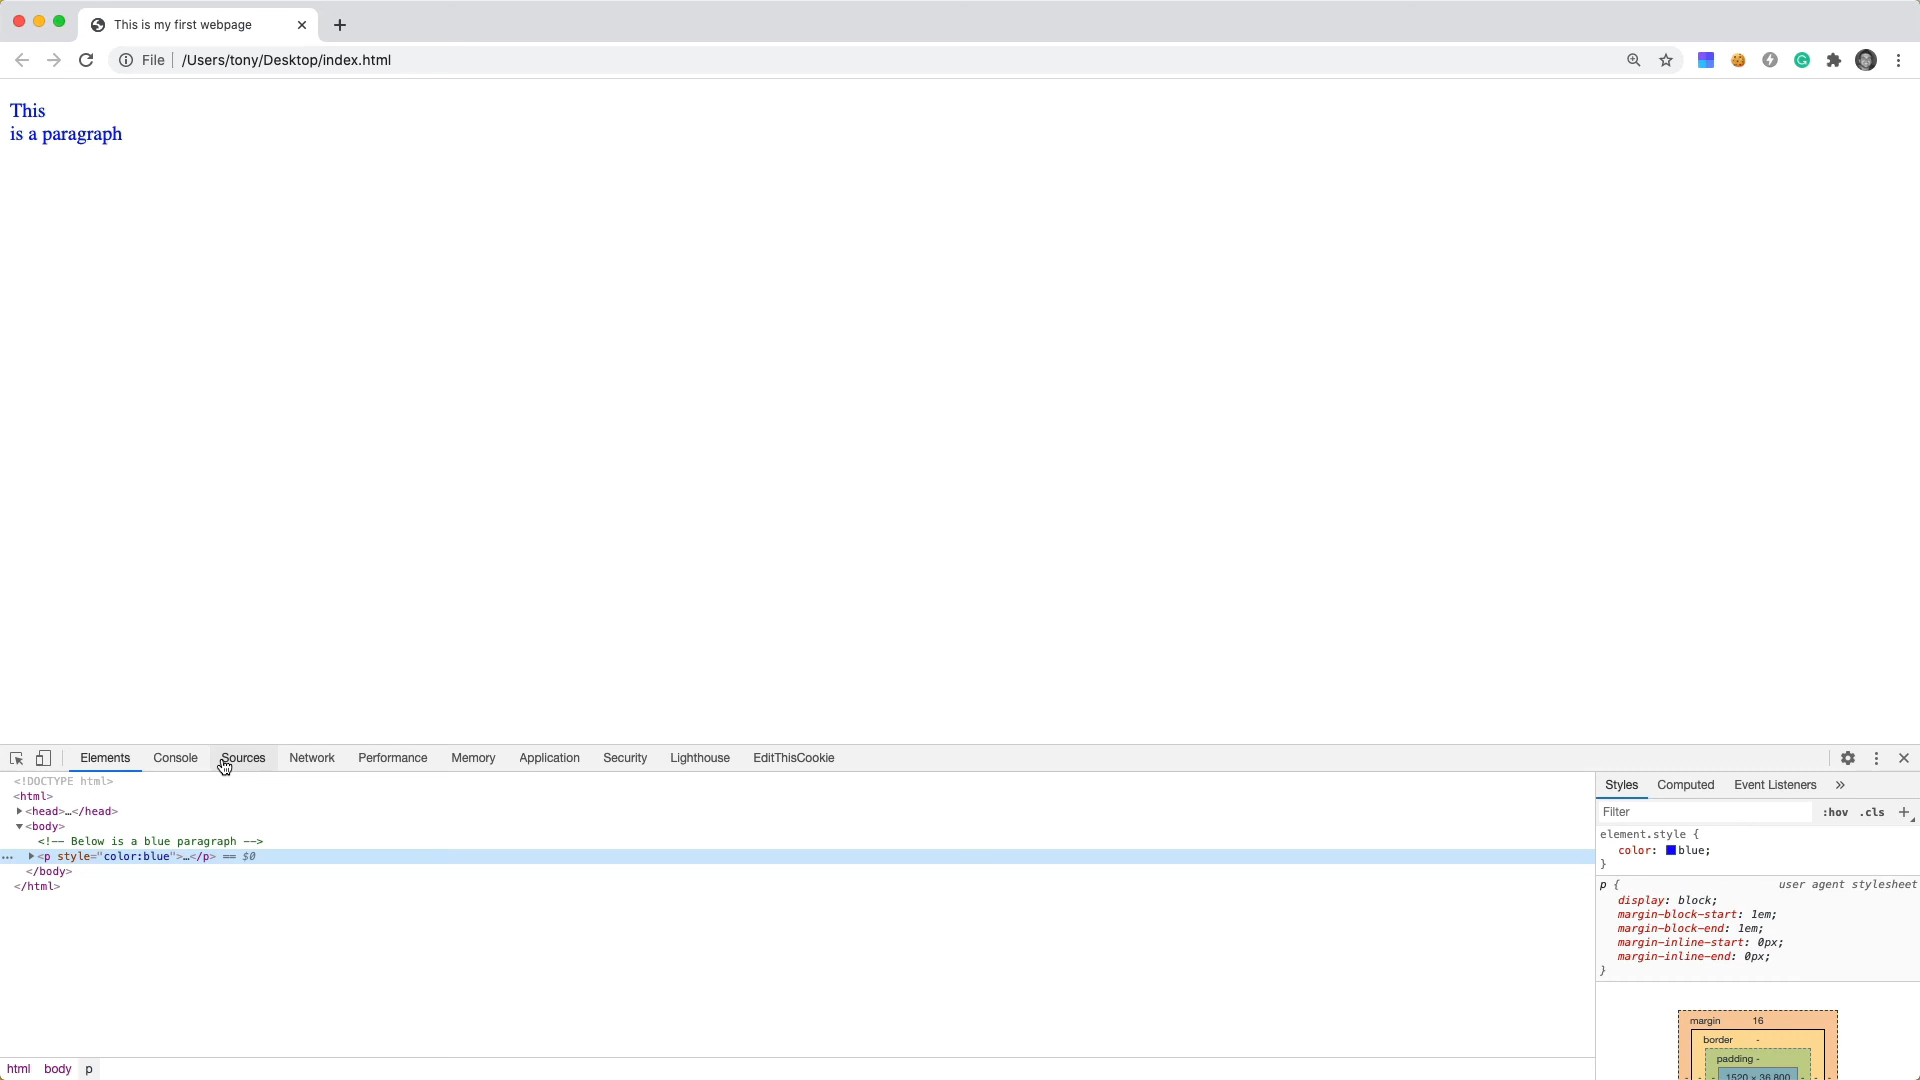 This is my first webpage
File /Users/tony/Desktop/index.html
This
is a paragraph
Elements Console Sources Network Performance Memory Application Security Lighthouse EditThisCookie
<!DOCTYPE html>
<html>
<head>…</head>
<body>
<!-- Below is a blue paragraph -->
<p style="color:blue">…</p> == $0
</body>
</html>
html body p
Styles Computed Event Listeners
Filter :hov .cls
element.style {
color: blue;
}
p { user agent stylesheet
display: block;
margin-block-start: 1em;
margin-block-end: 1em;
margin-inline-start: 0px;
margin-inline-end: 0px;
}
margin 16
border -
padding -
1520 × 36.800